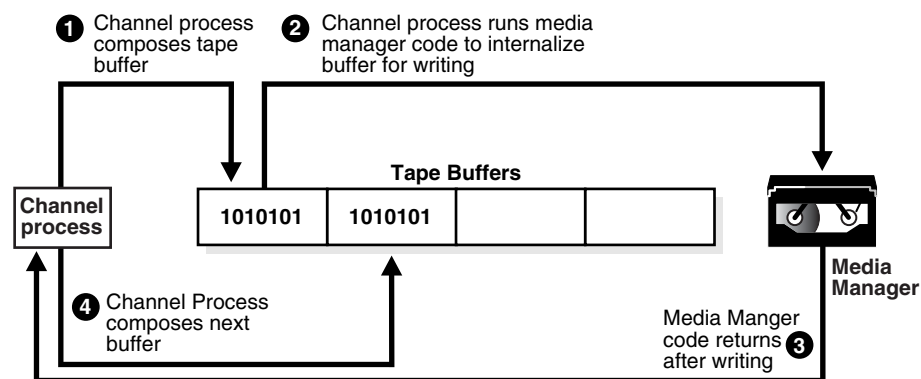 1 Channel process
composes tape
buffer
2 Channel process runs media
manager code to internalize
buffer for writing
Tape Buffers
Channel
process
1010101
1010101
Media
Manager
4 Channel Process
composes next
buffer
Media Manger
code returns
after writing 3